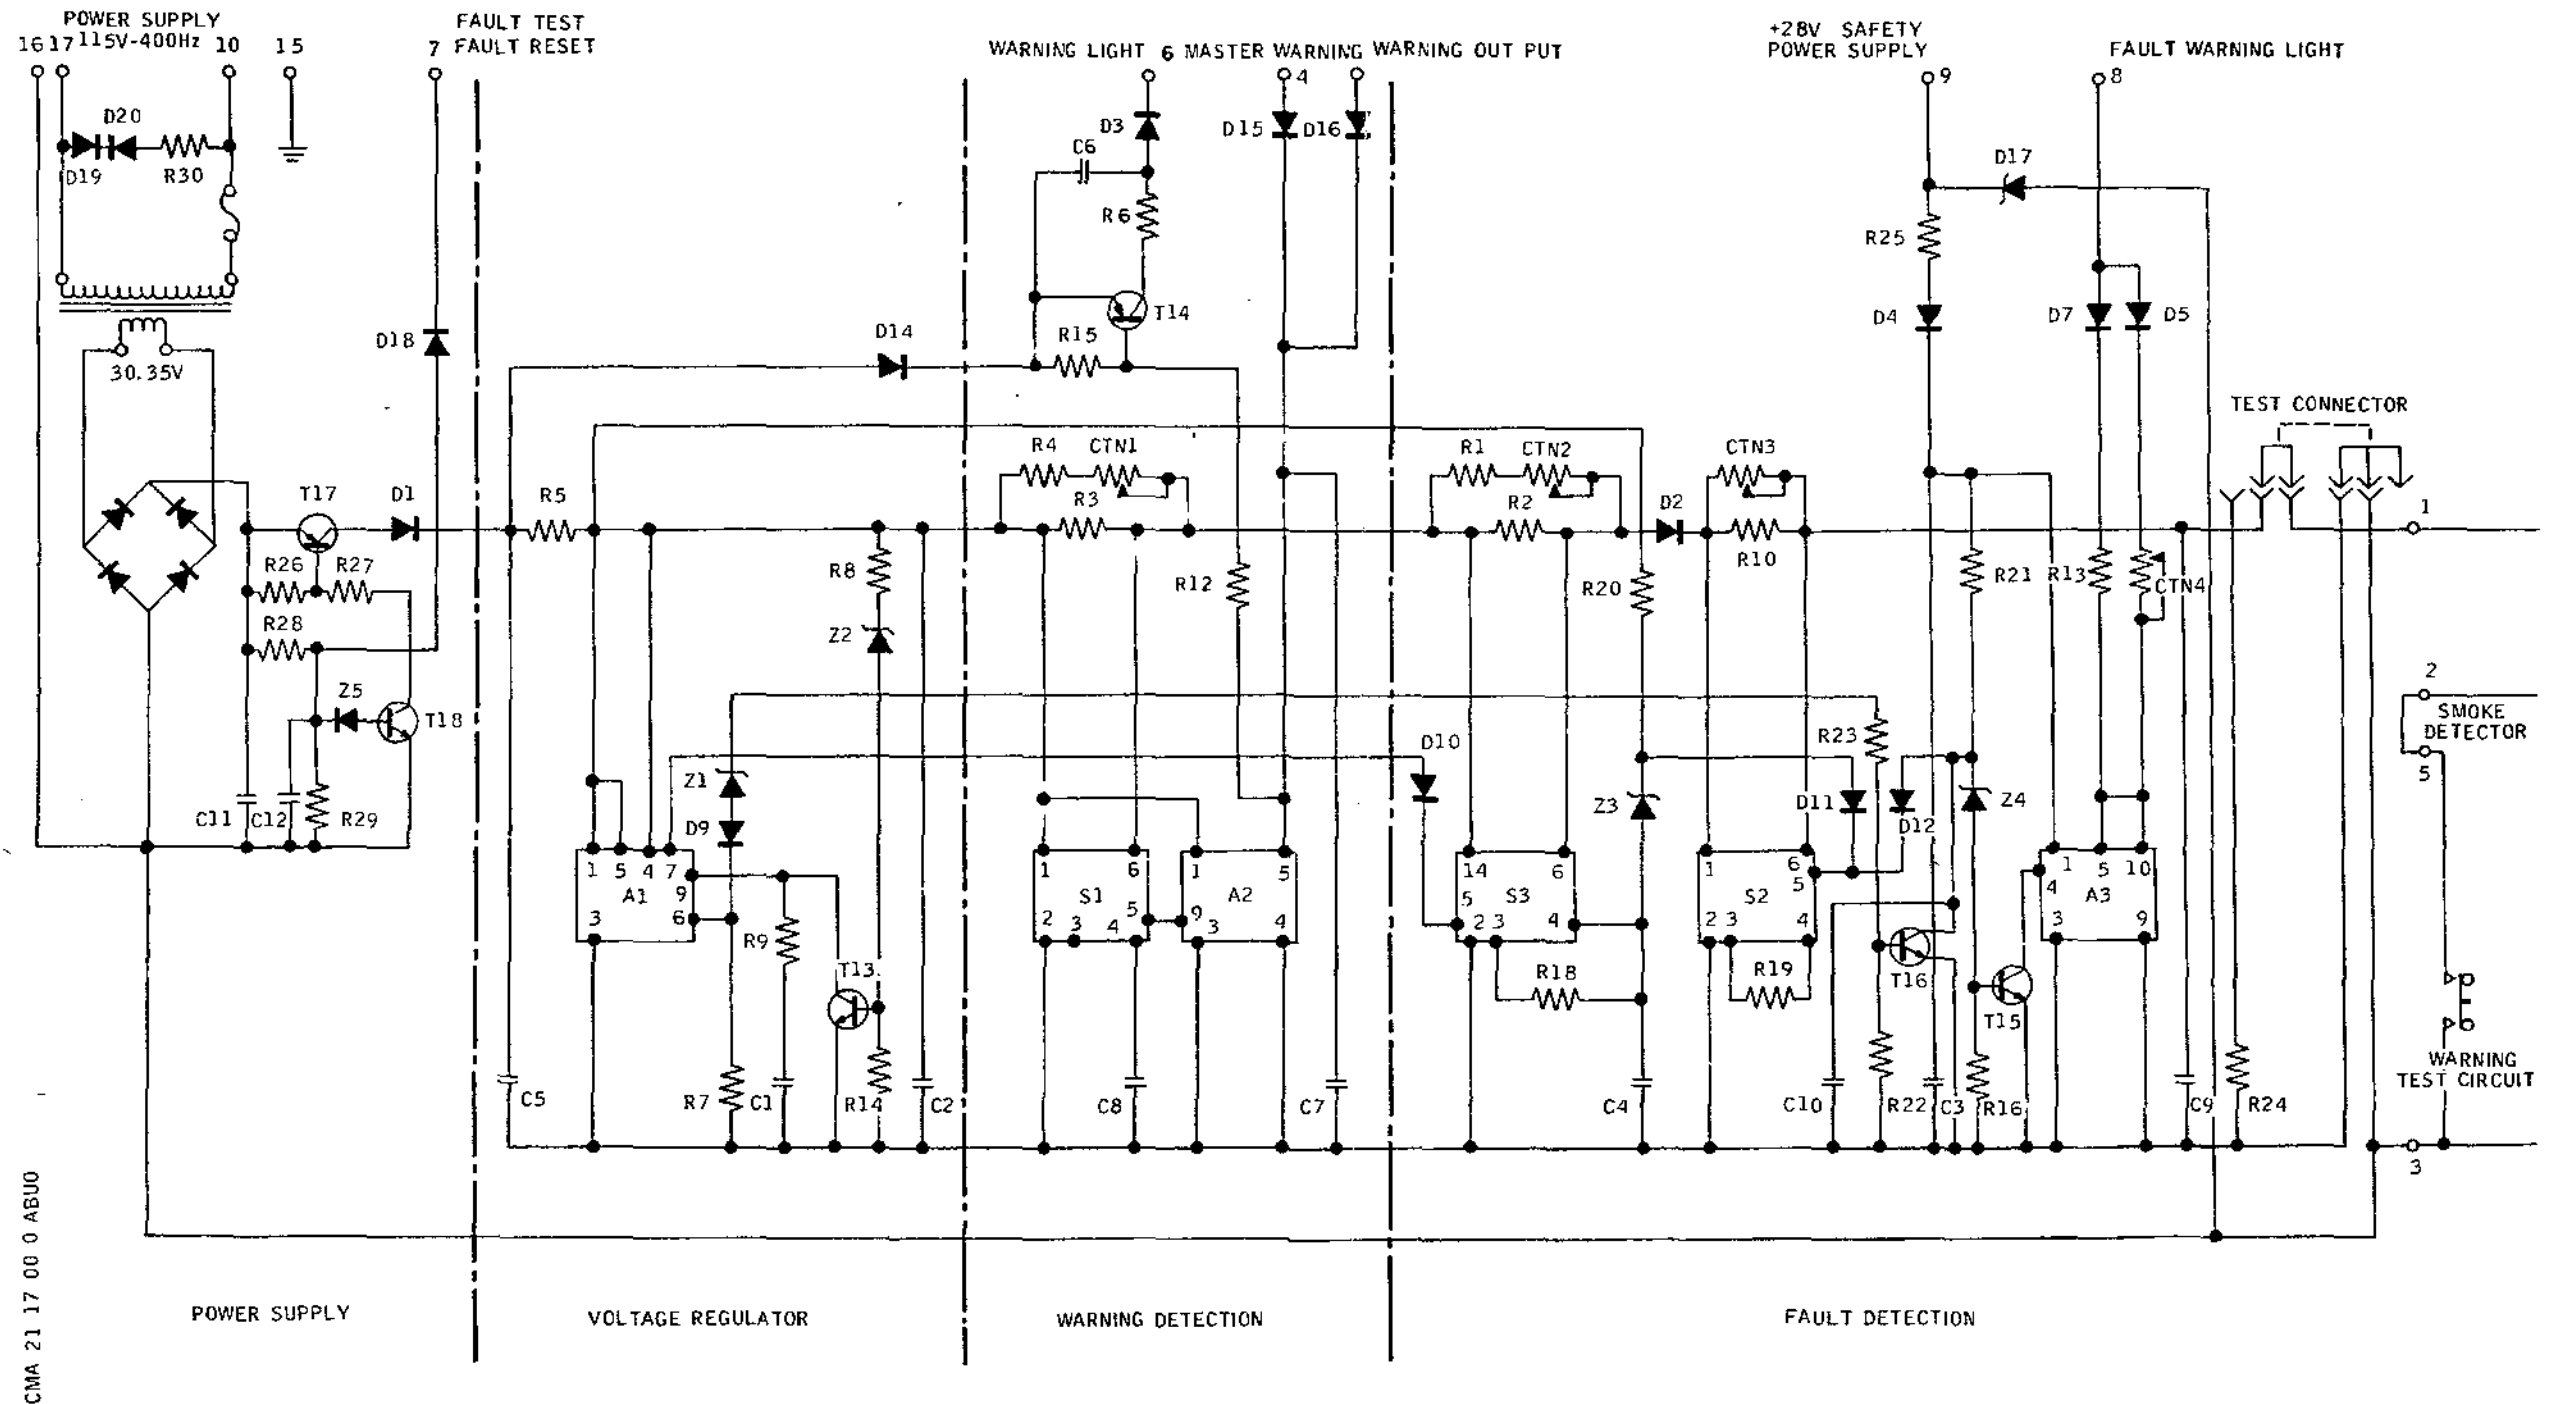 POWER SUPPLY
16 17 115V-400Hz 10 15
FAULT TEST
7 FAULT RESET
WARNING LIGHT 6 MASTER WARNING WARNING OUT PUT
4
+28V SAFETY
POWER SUPPLY
9
FAULT WARNING LIGHT
8
D20
D19 R30
D3
C6
D15 D16
R6
D17
R25
D18
D14
T14
R15
D4
D7 D5
30.35V
TEST CONNECTOR
R4 CTN1
R3
R1 CTN2
R2
D2
CTN3
R10
T17 D1
R5
1
R26 R27
R28
R8
Z2
R12
R20
R21 R13
CTN4
Z5
T18
2
SMOKE
DETECTOR
5
D10
R23
Z1
D9
Z3
D11
D12
Z4
C11 C12 R29
1 5 4 7
A1 9
3 6
1 6
S1
2 3 4 5
1 5
A2
9 3 4
14 6
5 S3
2 3 4
1 6
S2 5
2 3 4
1 5 10
4 A3
3 9
R9
T13
R18
R19
T16
T15
WARNING
TEST CIRCUIT
C5
R7 C1 R14 C2
C8
C7
C4
C10 R22 C3 R16
C9 R24
3
POWER SUPPLY
VOLTAGE REGULATOR
WARNING DETECTION
FAULT DETECTION
CMA 21 17 00 0 ABU0